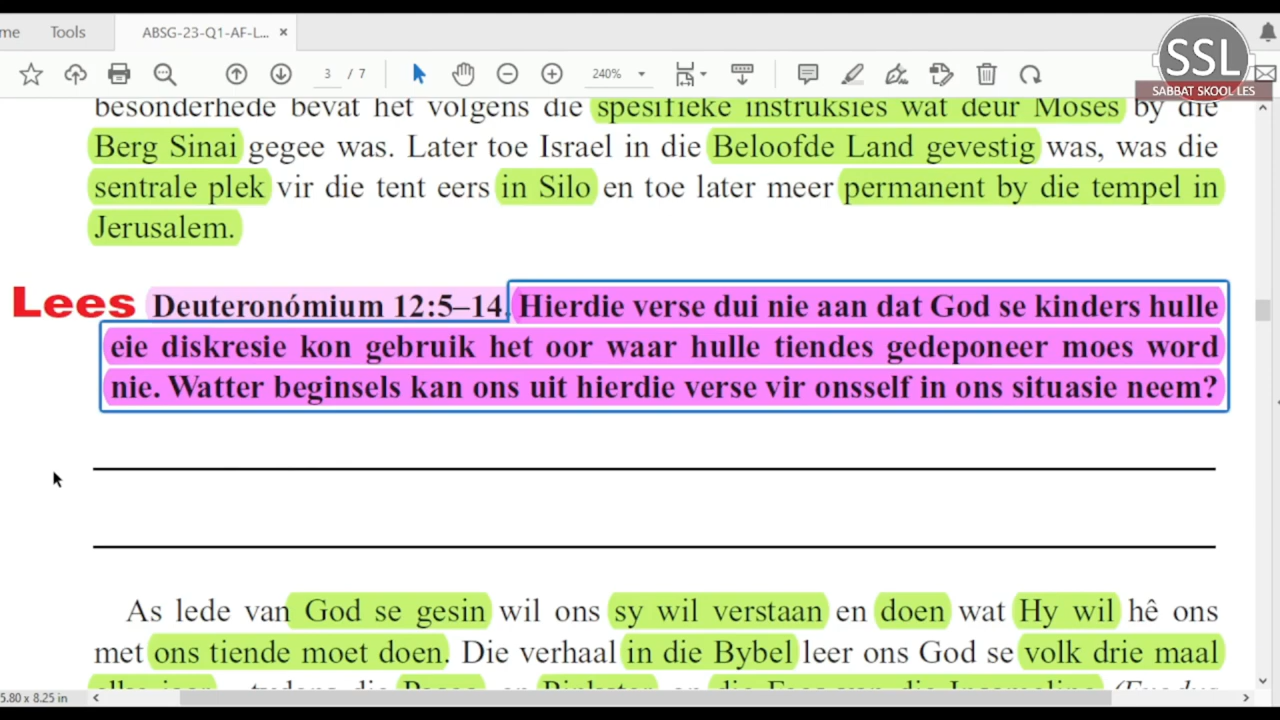 me Tools ABSG-23-Q1-AF-L... ×
3 / 7 240%
SSL
SABBAT SKOOL LES
besonderhede bevat het volgens die spesifieke instruksies wat deur Moses by die
Berg Sinai gegee was. Later toe Israel in die Beloofde Land gevestig was, was die
sentrale plek vir die tent eers in Silo en toe later meer permanent by die tempel in
Jerusalem.
Lees Deuteronómium 12:5–14. Hierdie verse dui nie aan dat God se kinders hulle
eie diskresie kon gebruik het oor waar hulle tiendes gedeponeer moes word
nie. Watter beginsels kan ons uit hierdie verse vir onsself in ons situasie neem?
As lede van God se gesin wil ons sy wil verstaan en doen wat Hy wil hê ons
met ons tiende moet doen. Die verhaal in die Bybel leer ons God se volk drie maal
5.80 x 8.25 in